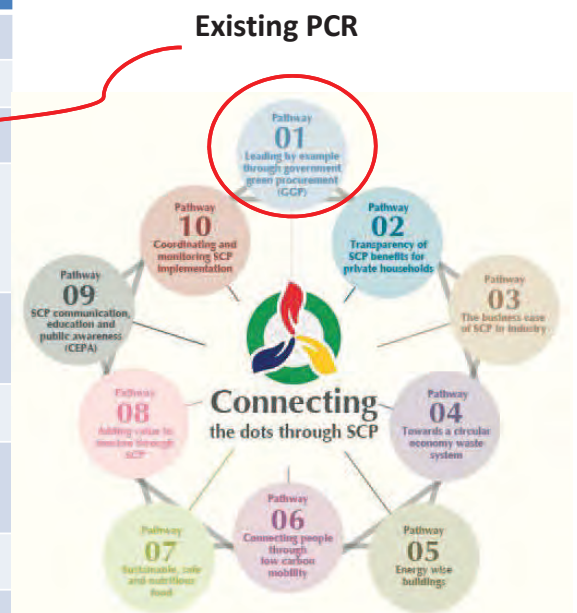 Existing PCR
Pathway
01
Leading by example
through government
green procurement
(GGP)
Pathway
02
Transparency of
SCP benefits for
private households
Pathway
03
The business case
of SCP in industry
Pathway
04
Towards a circular
economy waste
system
Pathway
05
Energy wise
buildings
Pathway
06
Connecting people
through
low carbon
mobility
Pathway
07
Sustainable, safe
and nutritious
food
Pathway
08
Adding value to
through
SCP
Pathway
09
SCP communication,
education and
public awareness
(CEPA)
Pathway
10
Coordinating and
monitoring SCP
implementation
Connecting
the dots through SCP